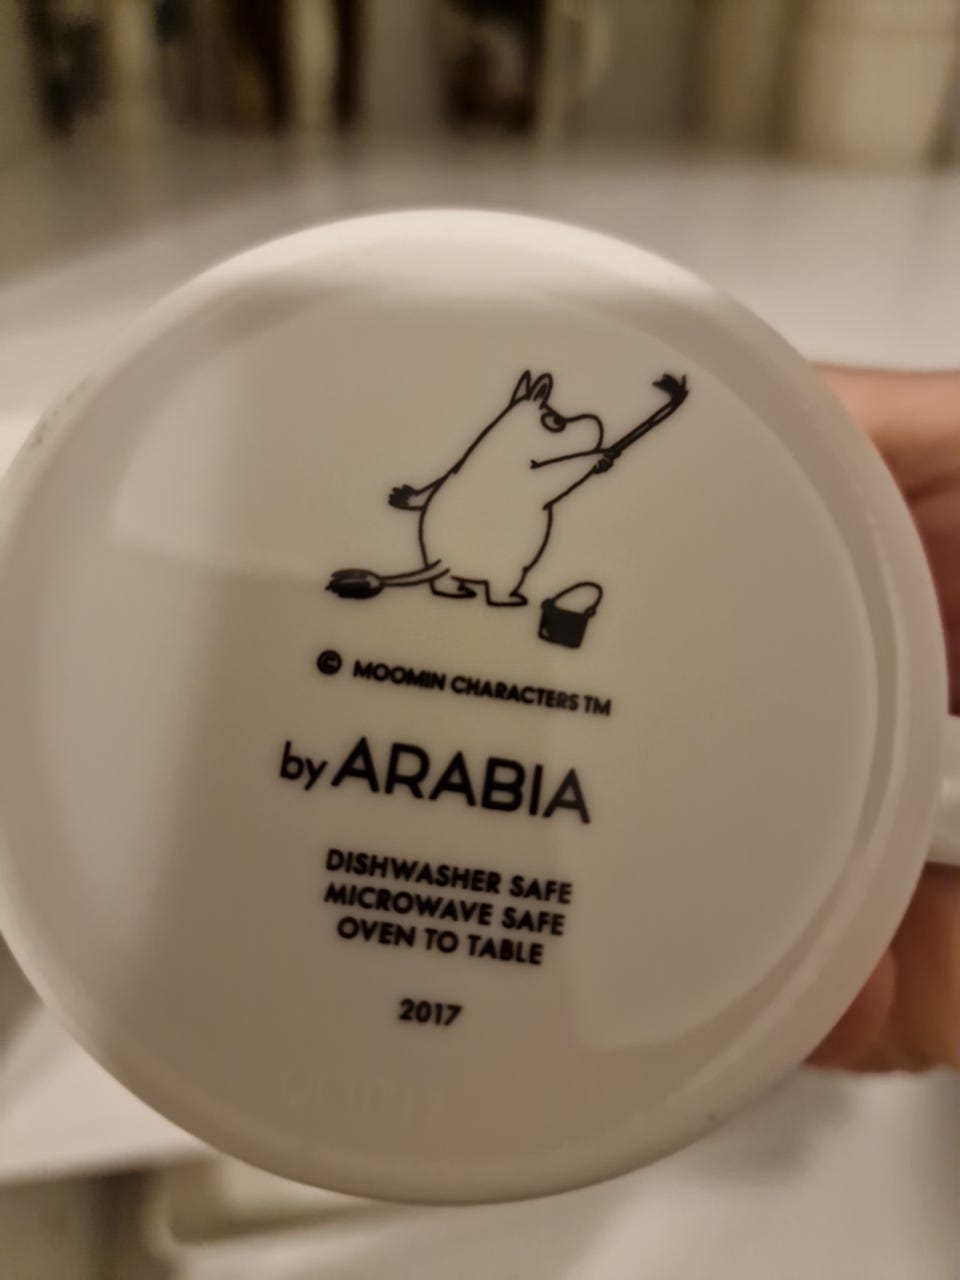 © MOOMIN CHARACTERS TM
by ARABIA
DISHWASHER SAFE
MICROWAVE SAFE
OVEN TO TABLE
2017